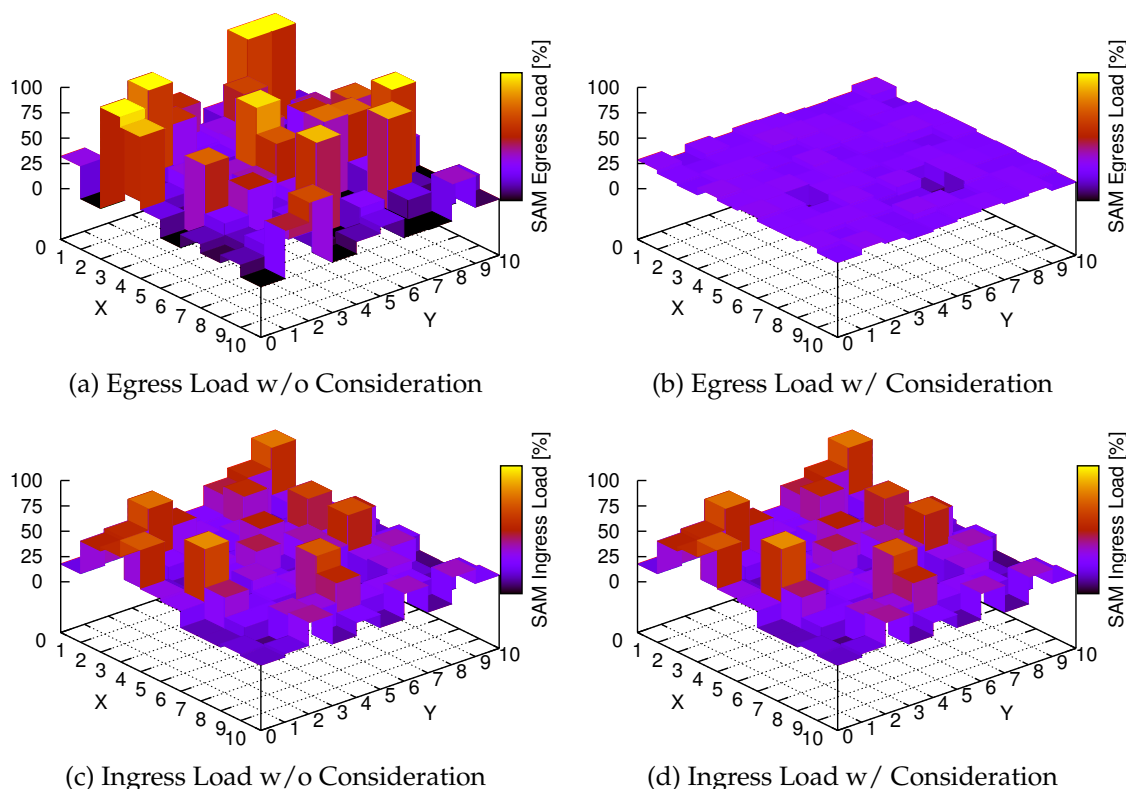 100
75
50
25
0
SAM Egress Load [%]
0 1 2 3 4 5 6 7 8 9 10
X
0 1 2 3 4 5 6 7 8 9 10
Y
(a) Egress Load w/o Consideration
100
75
50
25
0
SAM Egress Load [%]
0 1 2 3 4 5 6 7 8 9 10
X
0 1 2 3 4 5 6 7 8 9 10
Y
(b) Egress Load w/ Consideration
100
75
50
25
0
SAM Ingress Load [%]
0 1 2 3 4 5 6 7 8 9 10
X
0 1 2 3 4 5 6 7 8 9 10
Y
(c) Ingress Load w/o Consideration
100
75
50
25
0
SAM Ingress Load [%]
0 1 2 3 4 5 6 7 8 9 10
X
0 1 2 3 4 5 6 7 8 9 10
Y
(d) Ingress Load w/ Consideration